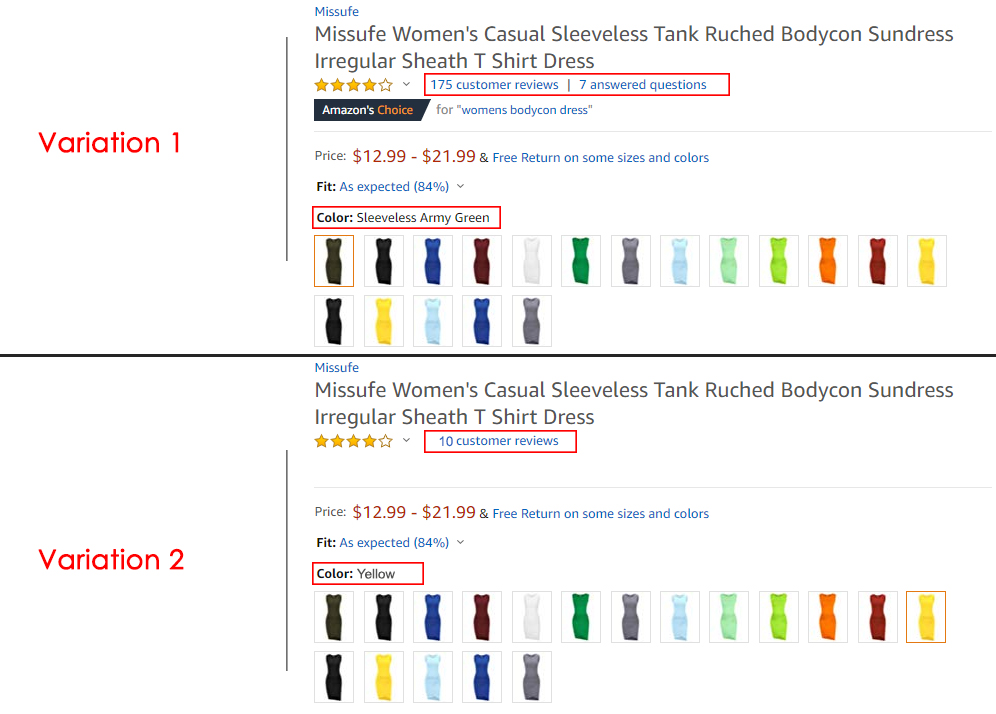 Missufe
Missufe Women's Casual Sleeveless Tank Ruched Bodycon Sundress
Irregular Sheath T Shirt Dress
175 customer reviews | 7 answered questions
Amazon's Choice for "womens bodycon dress"
Variation 1
Price: $12.99 - $21.99 & Free Return on some sizes and colors
Fit: As expected (84%)
Color: Sleeveless Army Green
Missufe
Missufe Women's Casual Sleeveless Tank Ruched Bodycon Sundress
Irregular Sheath T Shirt Dress
10 customer reviews
Price: $12.99 - $21.99 & Free Return on some sizes and colors
Fit: As expected (84%)
Variation 2
Color: Yellow